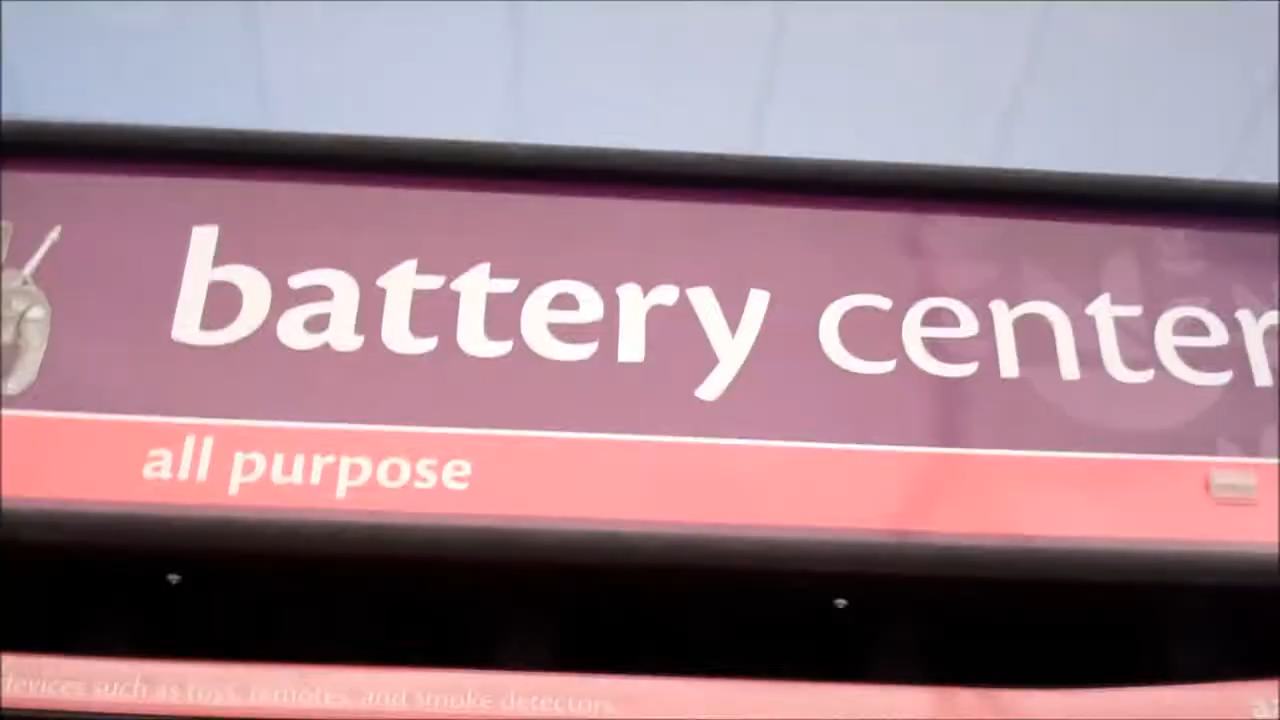 battery center
all purpose
devices such as toys, remotes, and smoke detectors.